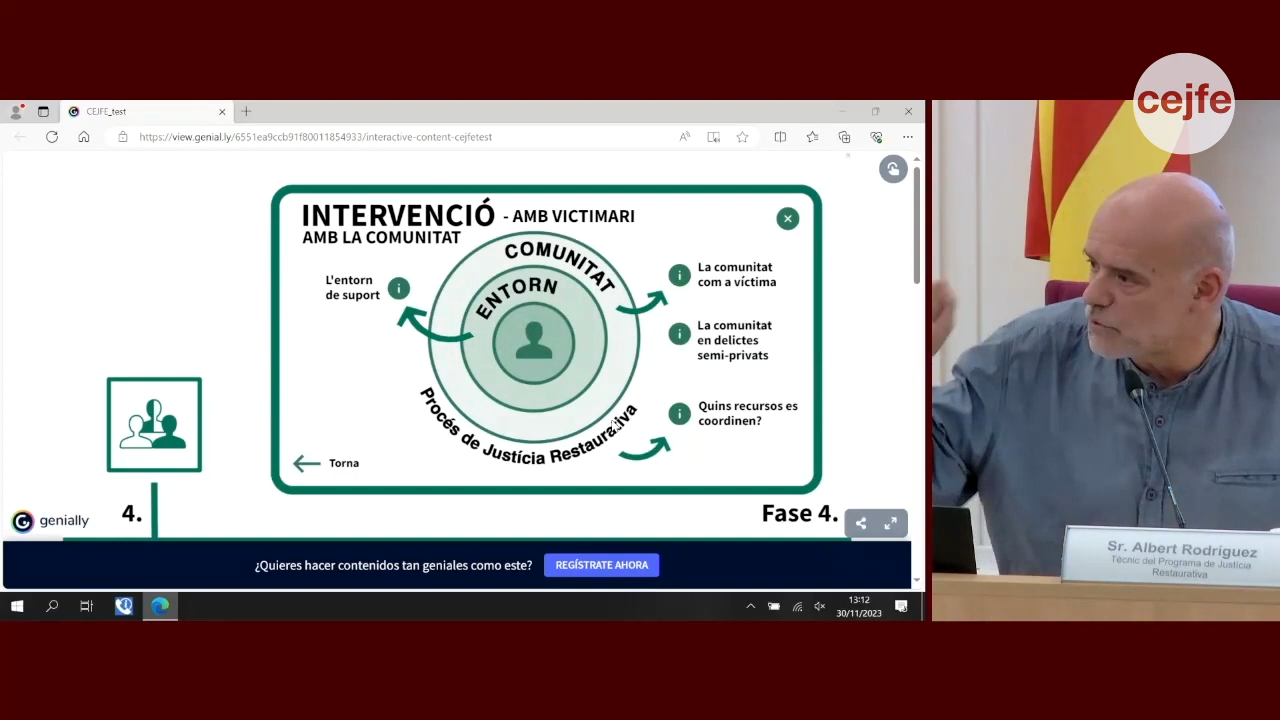 cejfe
CEJFE_test
https://view.genial.ly/6551ea9ccb91f80011854933/interactive-content-cejfetest
INTERVENCIÓ - AMB VICTIMARI
AMB LA COMUNITAT
COMUNITAT
ENTORN
Procés de Justícia Restaurativa
L'entorn
de suport
La comunitat
com a víctima
La comunitat
en delictes
semi-privats
Quins recursos es
coordinen?
Torna
4.
Fase 4.
genially
¿Quieres hacer contenidos tan geniales como este?
REGÍSTRATE AHORA
13:12
30/11/2023
Sr. Albert Rodríguez
Tècnic del Programa de Justícia
Restaurativa